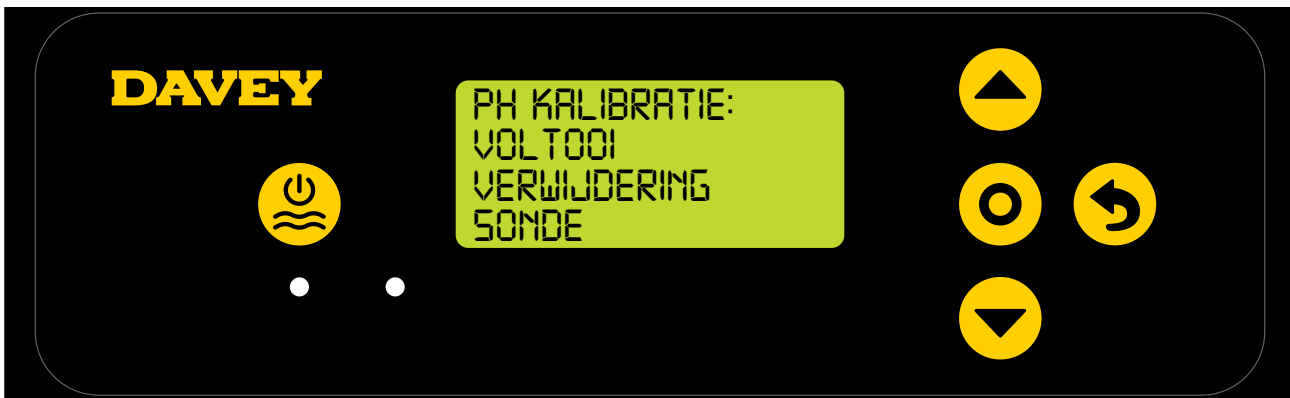 DAVEY
PH KALIBRATIE:
VOLTOOI
VERWIJDERING
SONDE